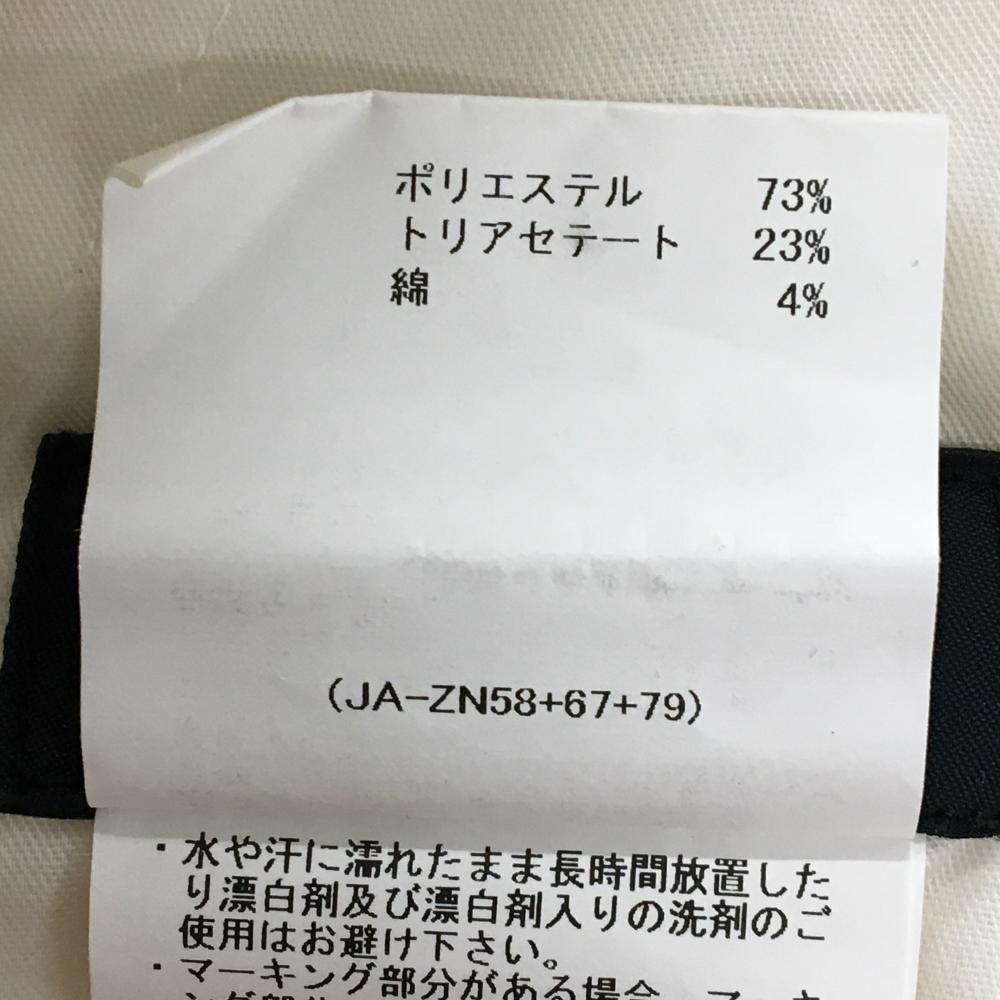 ポリエステル 73%
トリアセテート 23%
綿 4%
(JA-ZN58+67+79)
・水や汗に濡れたまま長時間放置した
り漂白剤及び漂白剤入りの洗剤のご
使用はお避け下さい。
・マーキング部分がある場合、マーキ